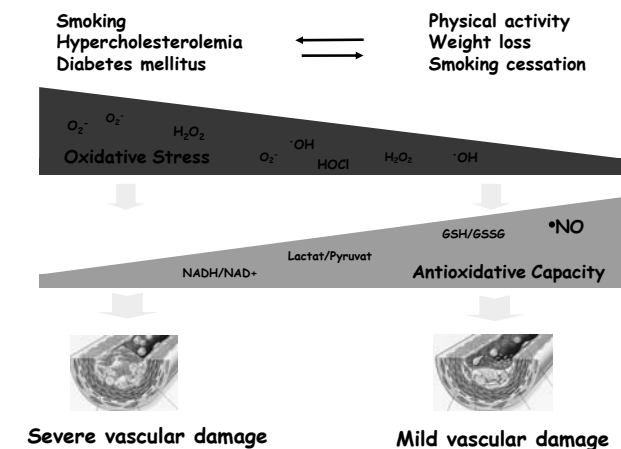 Smoking
Hypercholesterolemia
Diabetes mellitus
Physical activity
Weight loss
Smoking cessation
O₂⁻
O₂⁻
H₂O₂
Oxidative Stress
O₂⁻
⁻OH
HOCl
H₂O₂
⁻OH
GSH/GSSG
•NO
Lactat/Pyruvat
NADH/NAD+
Antioxidative Capacity
Severe vascular damage
Mild vascular damage